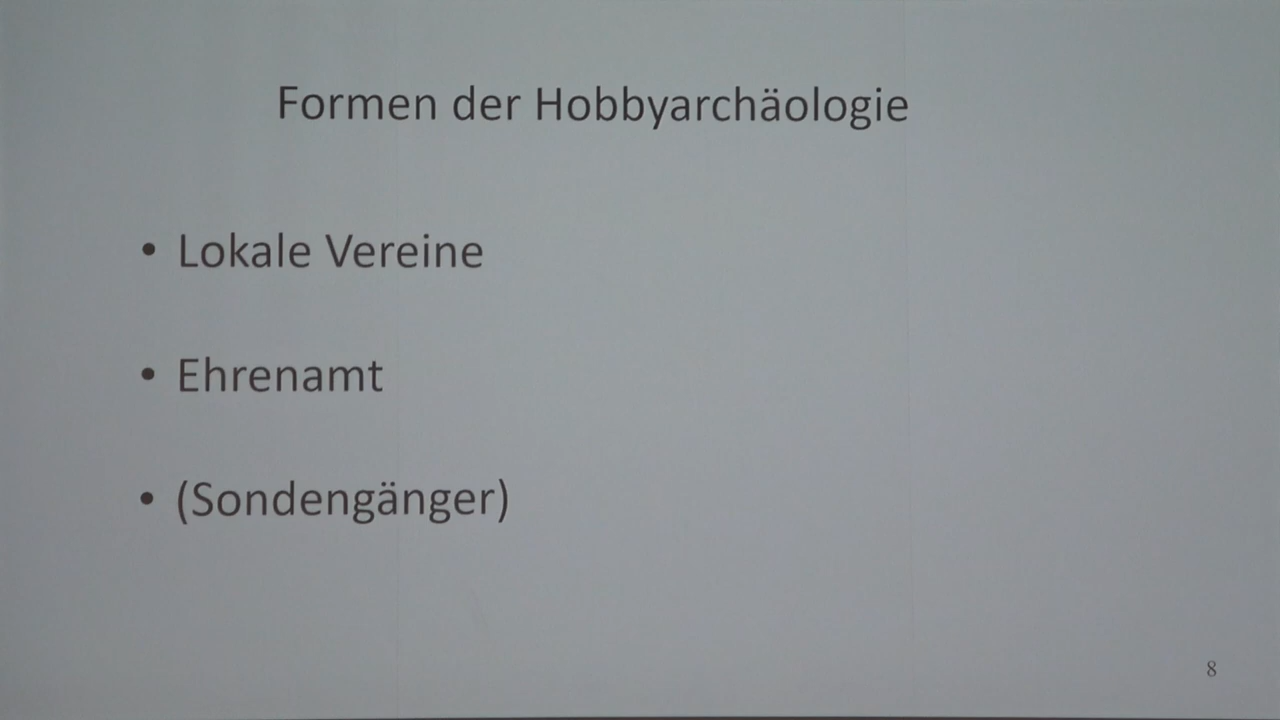 Formen der Hobbyarchäologie
• Lokale Vereine
• Ehrenamt
• (Sondengänger)
8